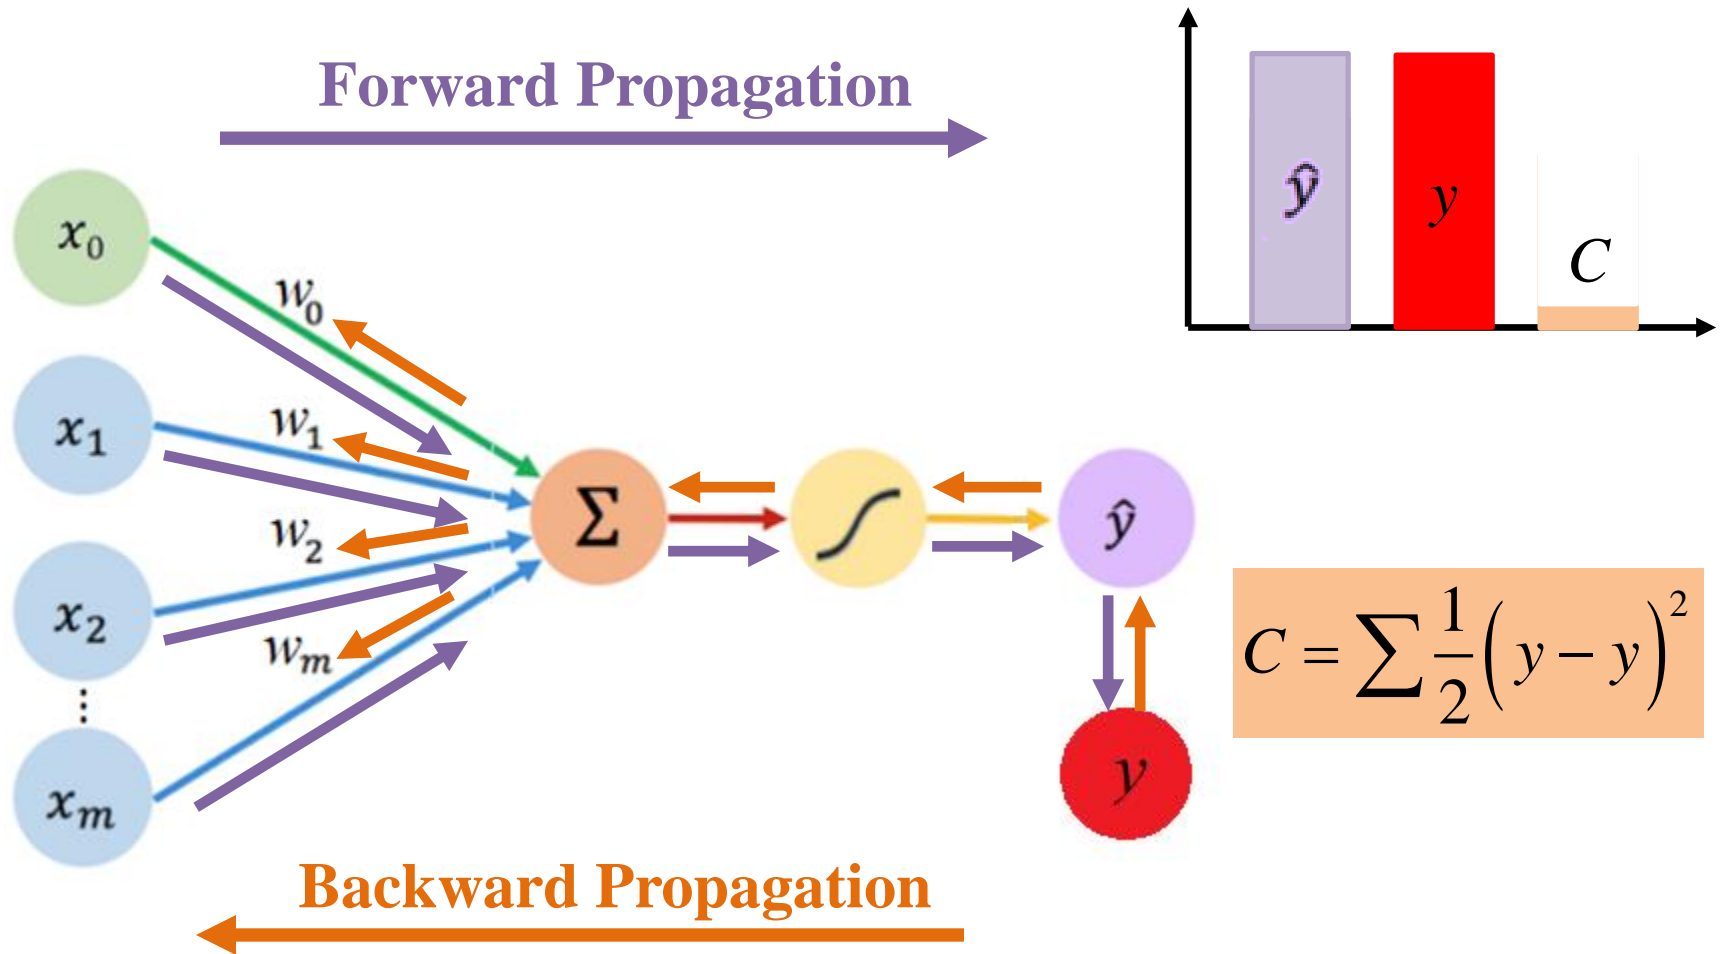 Forward Propagation
ŷ
y
C
x₀
w₀
x₁
w₁
Σ
ŷ
w₂
x₂
wₘ
C = ∑ 1/2 (y − y)²
⋮
xₘ
y
Backward Propagation